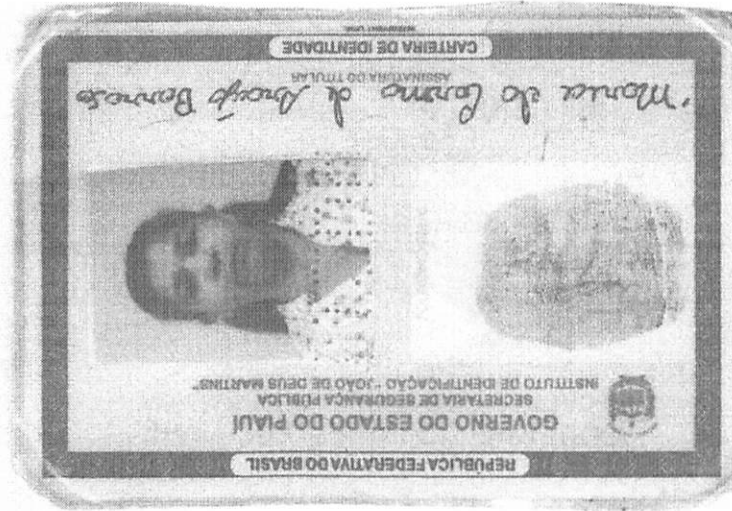 REPÚBLICA FEDERATIVA DO BRASIL
GOVERNO DO ESTADO DO PIAUÍ
SECRETARIA DE SEGURANÇA PÚBLICA
INSTITUTO DE IDENTIFICAÇÃO "JOÃO DE DEUS MARTINS"
Maria do Carmo de Araújo Barroso
ASSINATURA DO TITULAR
CARTEIRA DE IDENTIDADE